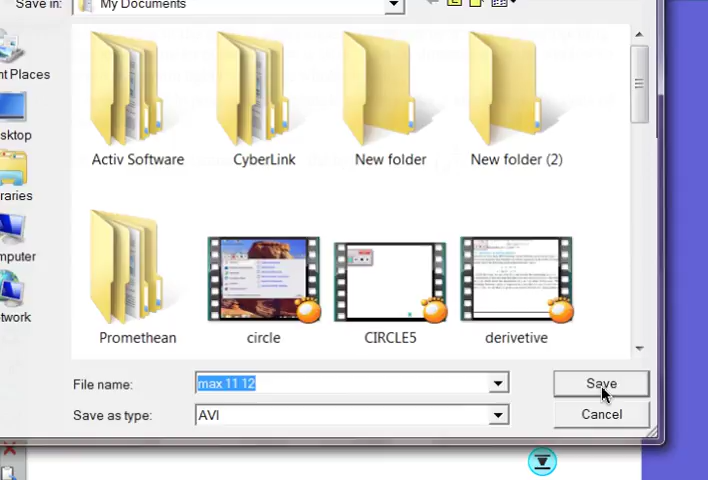 Save in: My Documents
nt Places
sktop
raries
mputer
twork
Activ Software
CyberLink
New folder
New folder (2)
Promethean
circle
CIRCLE5
derivetive
File name: max 11 12 Save
Save as type: AVI Cancel